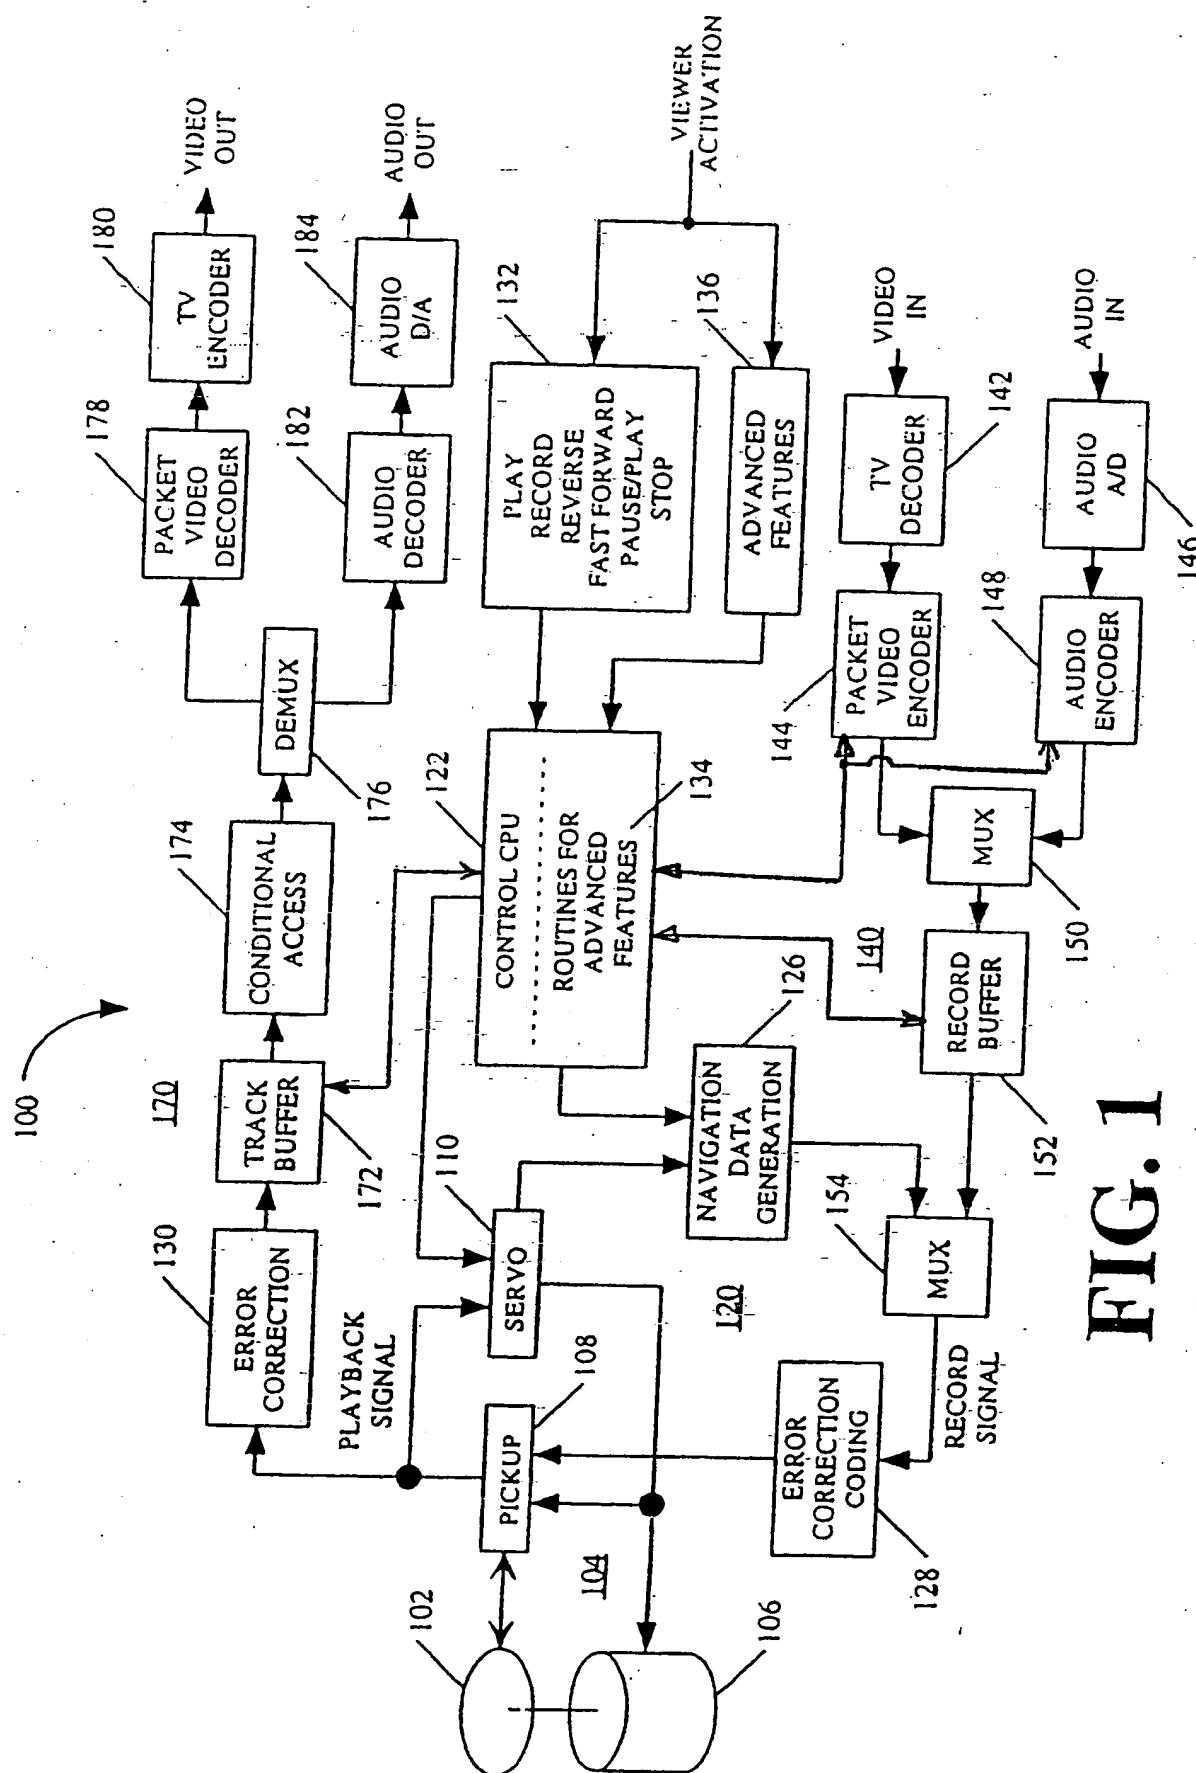 100
170
130
ERROR
CORRECTION
TRACK
BUFFER
172
174
CONDITIONAL
ACCESS
DEMUX
176
178
PACKET
VIDEO
DECODER
180
TV
ENCODER
VIDEO
OUT
182
AUDIO
DECODER
184
AUDIO
D/A
AUDIO
OUT
PLAYBACK
SIGNAL
102
PICKUP
108
SERVO
110
104
106
120
122
CONTROL CPU
ROUTINES FOR
ADVANCED
FEATURES
134
132
PLAY
RECORD
REVERSE
FAST FORWARD
PAUSE/PLAY
STOP
136
ADVANCED
FEATURES
VIEWER
ACTIVATION
NAVIGATION
DATA
GENERATION
126
140
144
PACKET
VIDEO
ENCODER
TV
DECODER
142
VIDEO
IN
148
AUDIO
ENCODER
AUDIO
A/D
146
AUDIO
IN
MUX
150
RECORD
BUFFER
152
154
MUX
RECORD
SIGNAL
ERROR
CORRECTION
CODING
128
FIG. 1